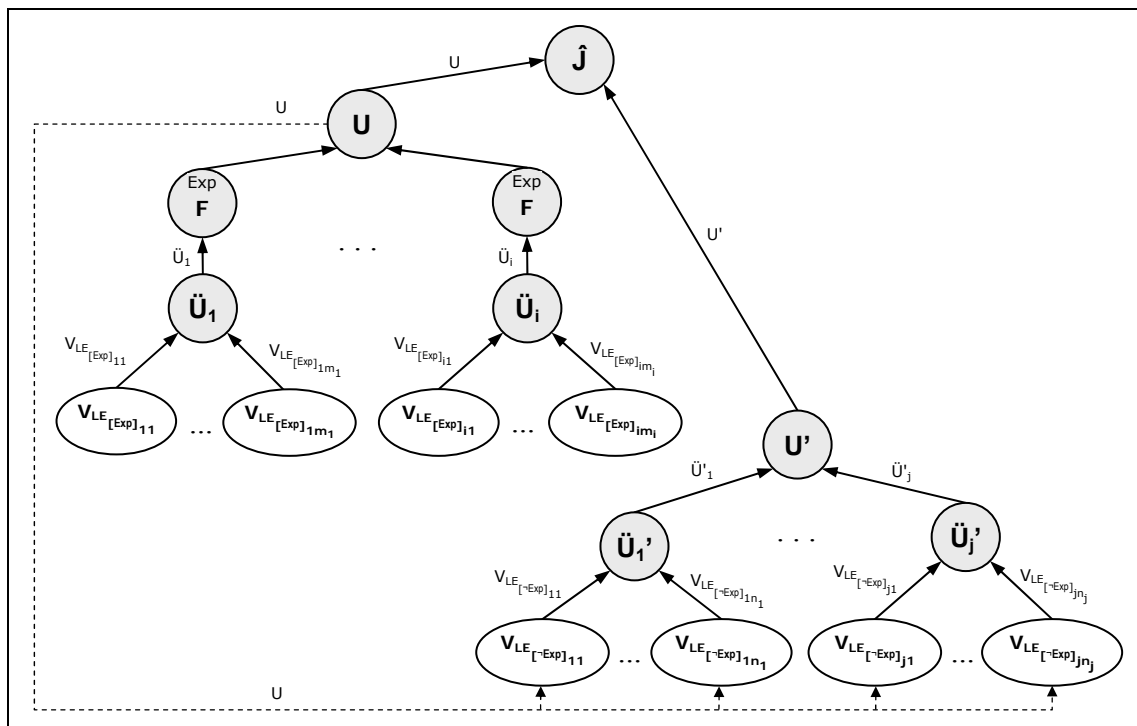 Ĵ
U
U
U
Exp
F
Exp
F
U'
. . .
Ü1
Üi
Ü1
Üi
VLE[Exp]11
VLE[Exp]1m1
VLE[Exp]i1
VLE[Exp]imi
VLE[Exp]11
...
VLE[Exp]1m1
VLE[Exp]i1
...
VLE[Exp]imi
U’
Ü'1
Ü'j
Ü1’
. . .
Üj’
VLE[¬Exp]11
VLE[¬Exp]1n1
VLE[¬Exp]j1
VLE[¬Exp]jnj
VLE[¬Exp]11
...
VLE[¬Exp]1n1
VLE[¬Exp]j1
...
VLE[¬Exp]jnj
U